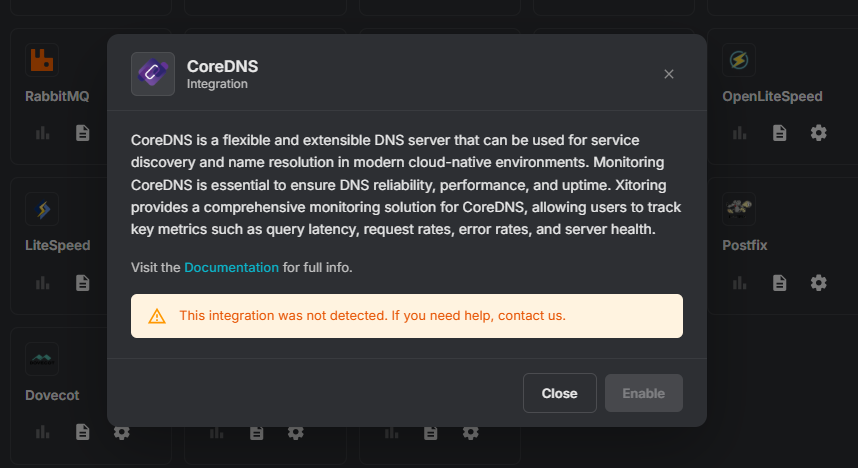 CoreDNS
Integration
RabbitMQ
OpenLiteSpeed
CoreDNS is a flexible and extensible DNS server that can be used for service
discovery and name resolution in modern cloud-native environments. Monitoring
CoreDNS is essential to ensure DNS reliability, performance, and uptime. Xitoring
provides a comprehensive monitoring solution for CoreDNS, allowing users to track
key metrics such as query latency, request rates, error rates, and server health.
LiteSpeed
Postfix
Visit the Documentation for full info.
This integration was not detected. If you need help, contact us.
Dovecot
Close
Enable